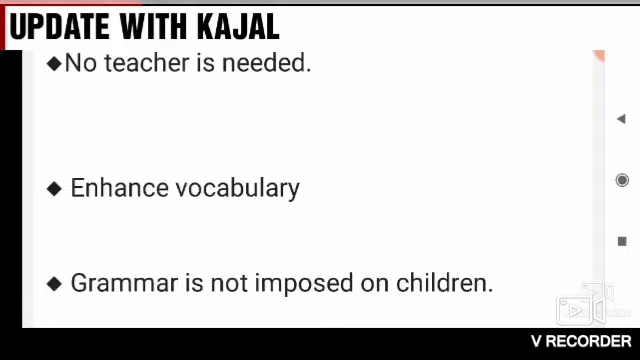 UPDATE WITH KAJAL
◆No teacher is needed.
◆ Enhance vocabulary
◆ Grammar is not imposed on children.
V RECORDER